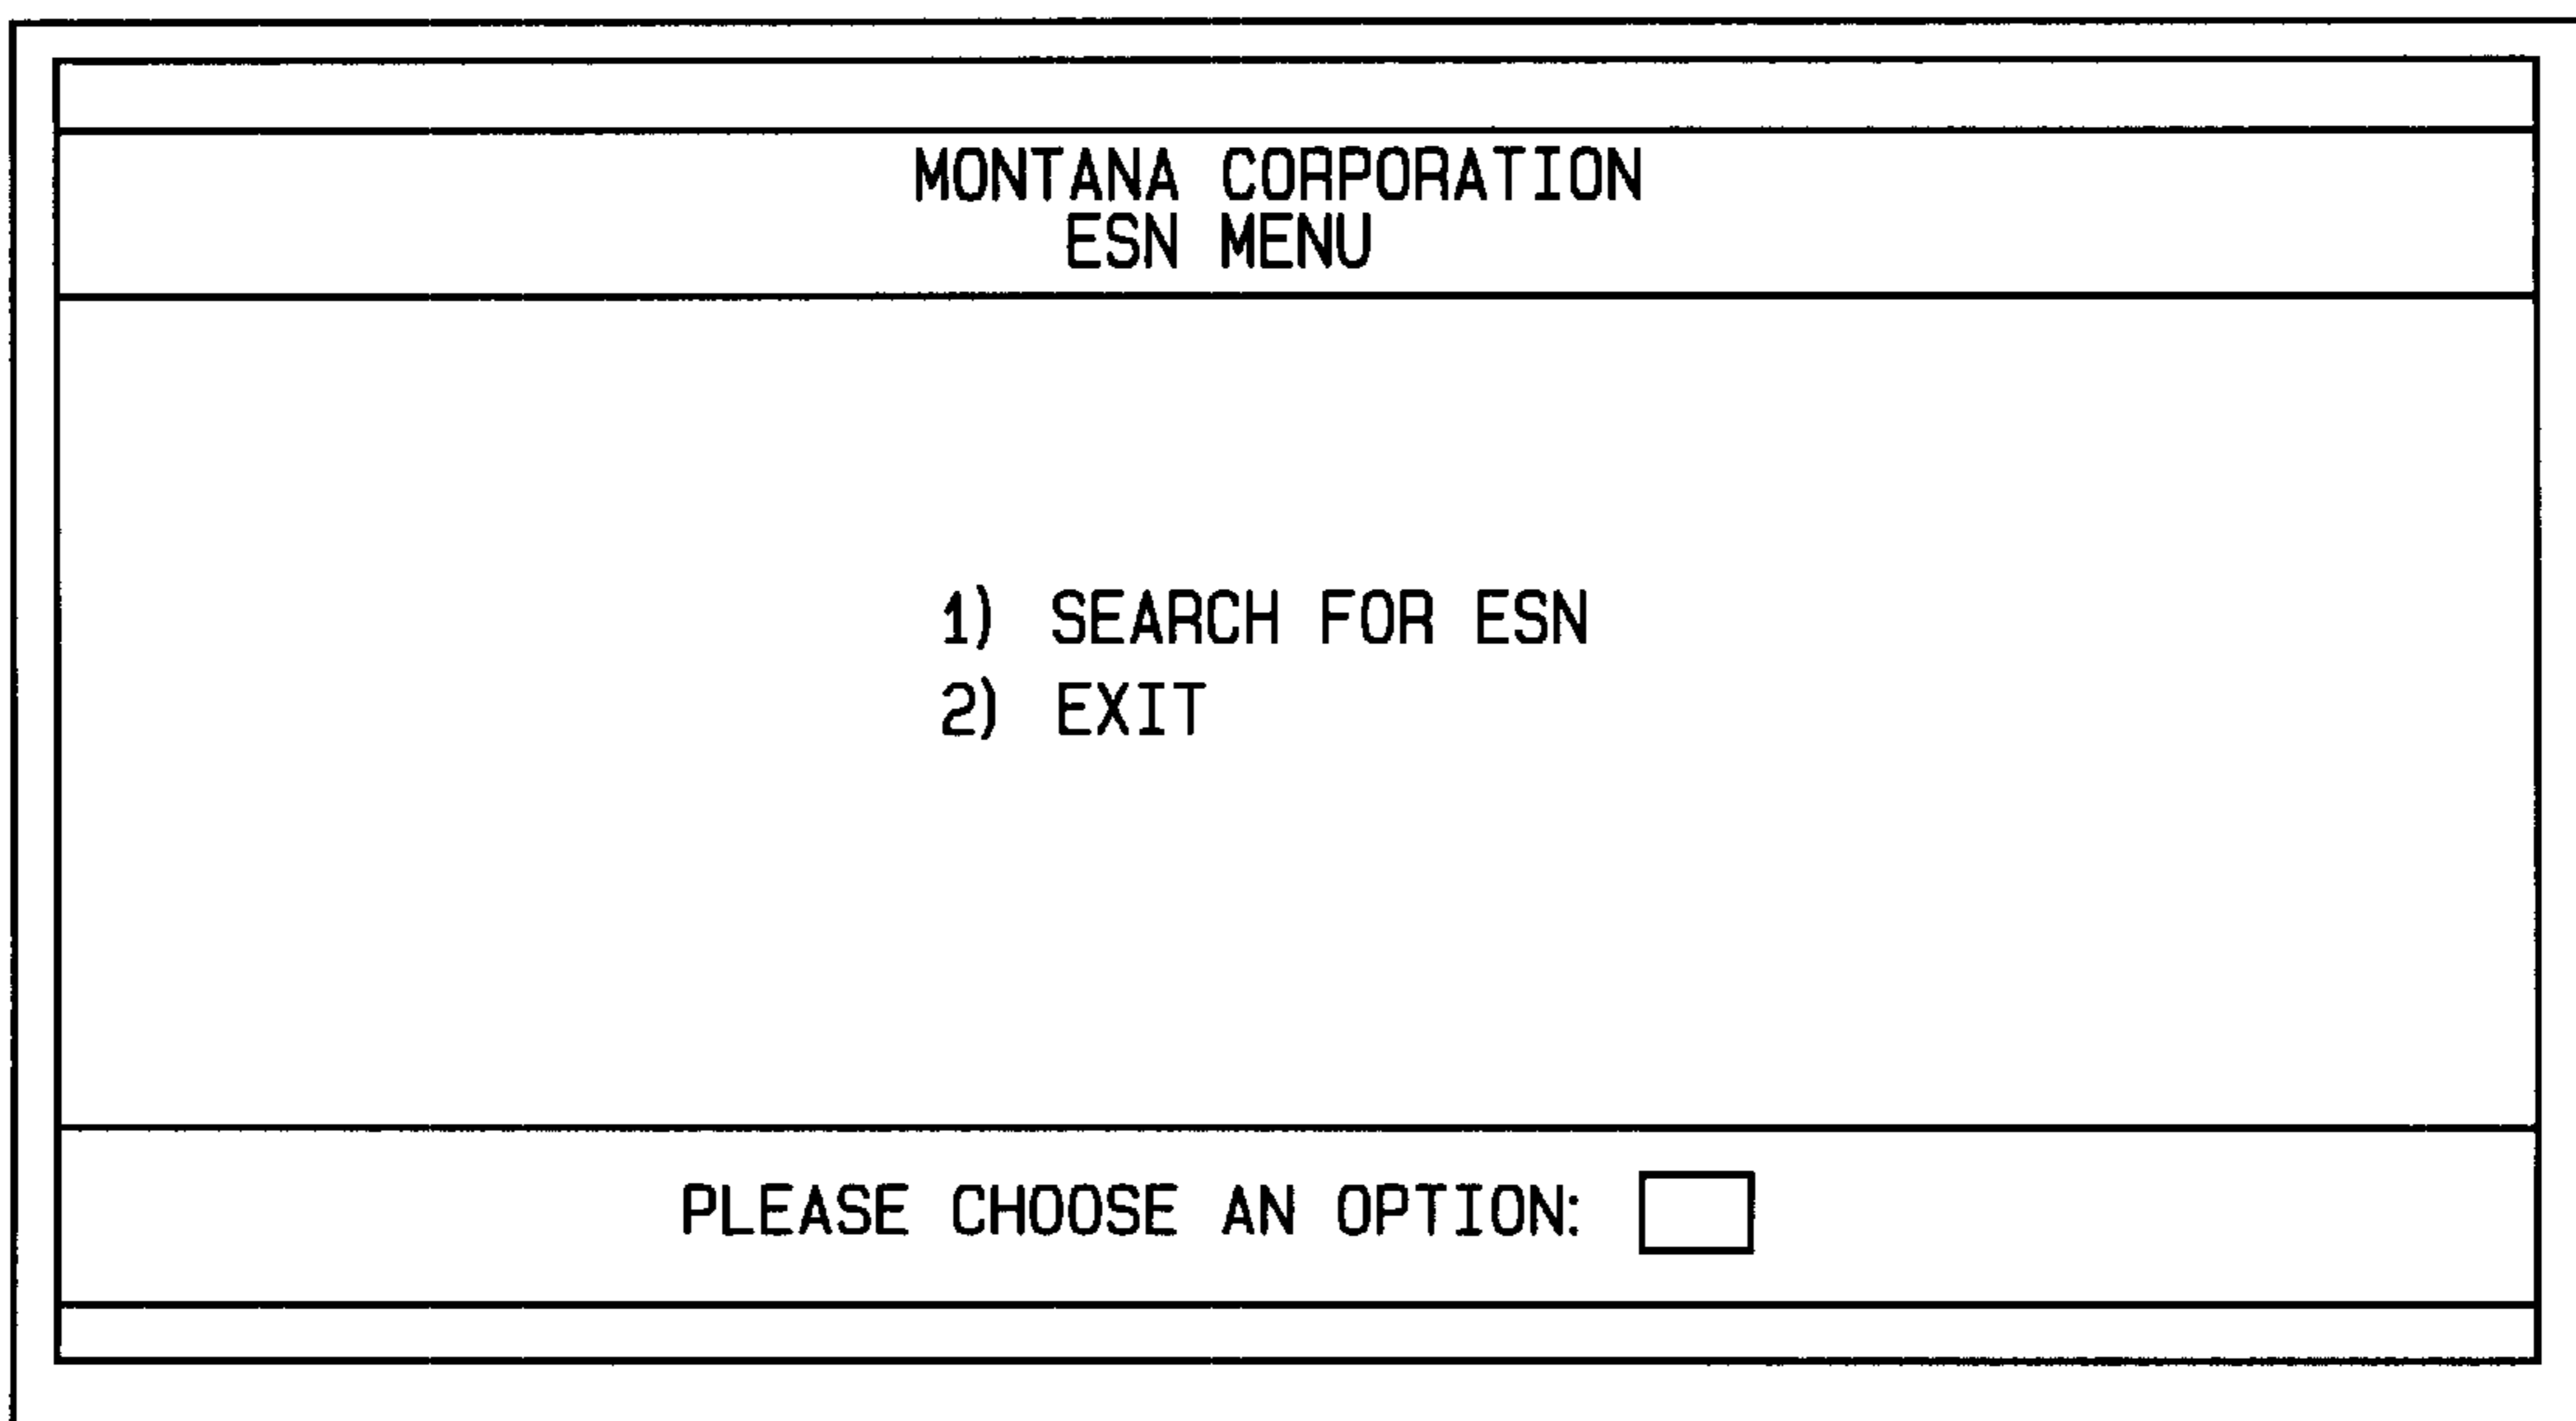 MONTANA CORPORATION
ESN MENU
1) SEARCH FOR ESN
2) EXIT
PLEASE CHOOSE AN OPTION: